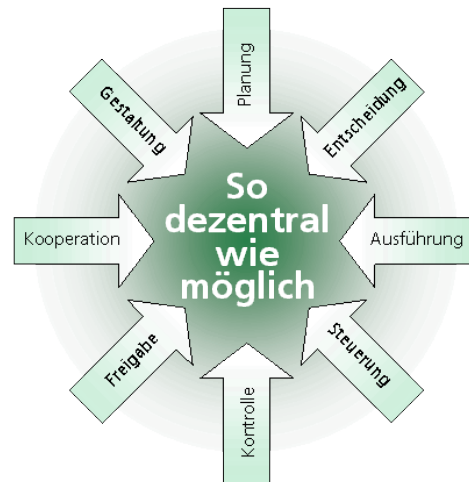 Planung
Entscheidung
Ausführung
Steuerung
Kontrolle
Freigabe
Kooperation
Gestaltung
So
dezentral
wie
möglich